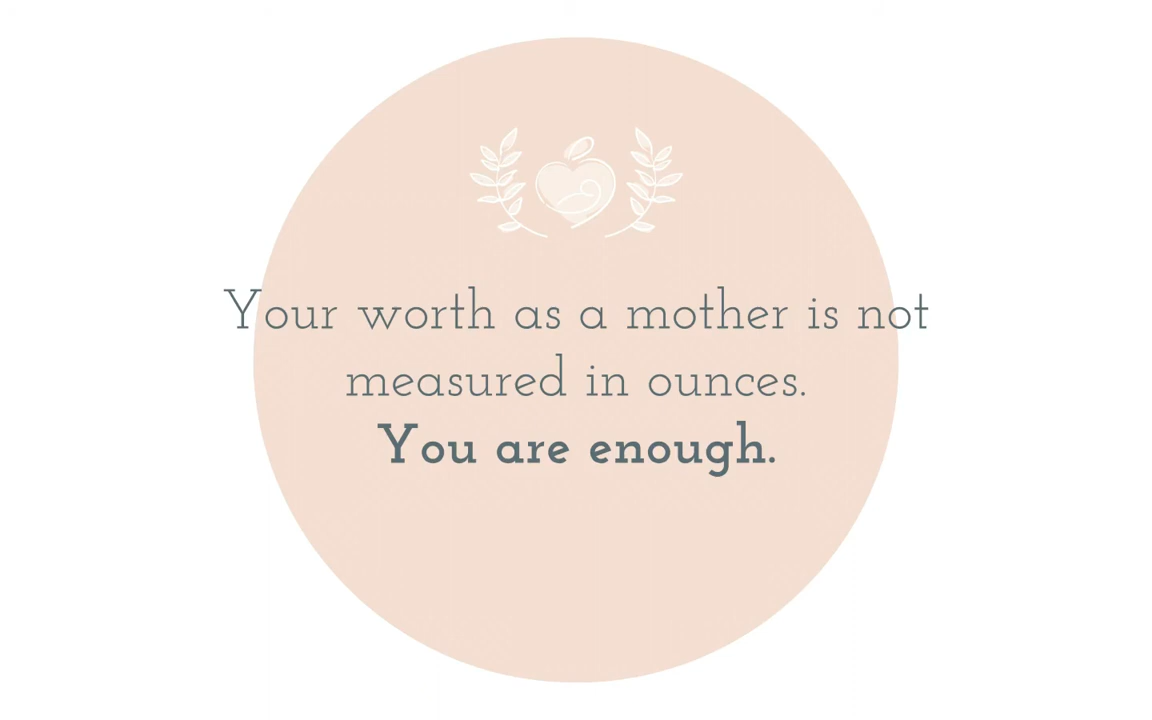 Your worth as a mother is not
measured in ounces.
You are enough.